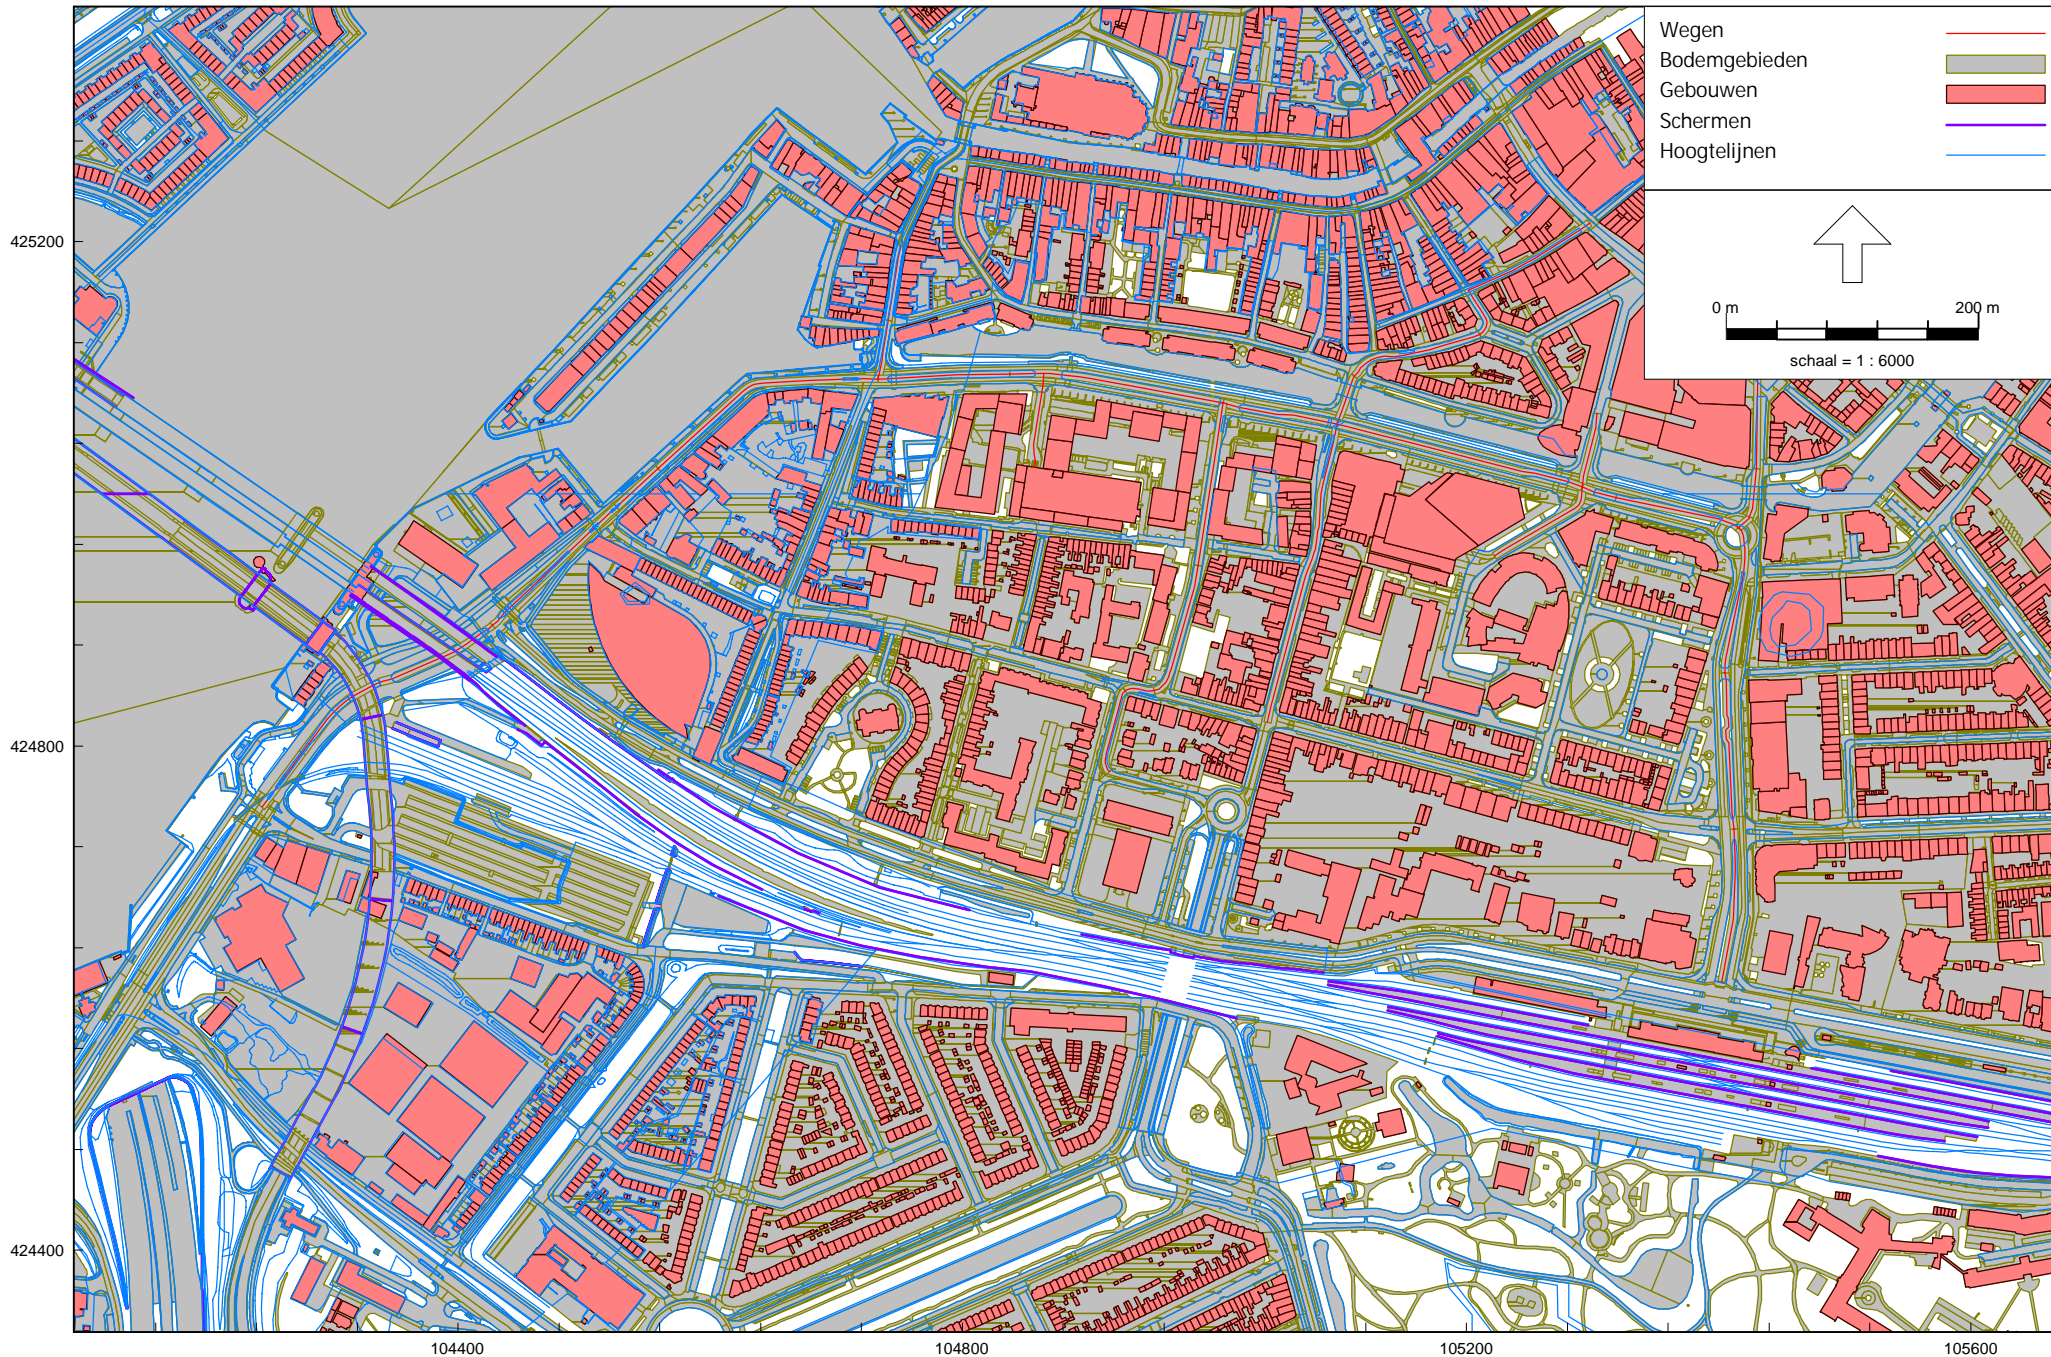 Wegen
Bodemgebieden
Gebouwen
Schermen
Hoogtelijnen
0 m 200 m
schaal = 1 : 6000
425200
424800
424400
104400 104800 105200 105600